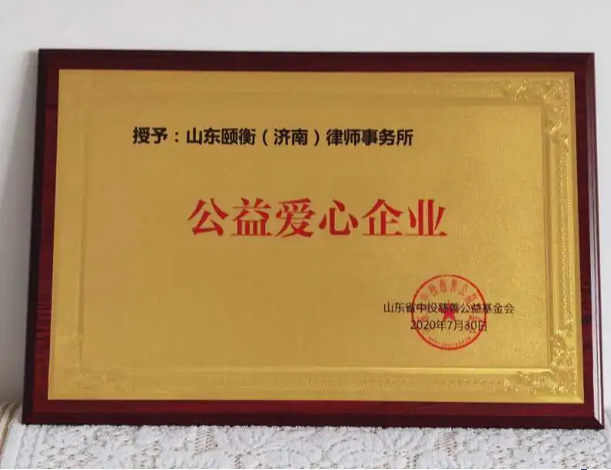 授予：山东颐衡（济南）律师事务所
公益爱心企业
山东省中投慈善公益基金会
2020年7月30日